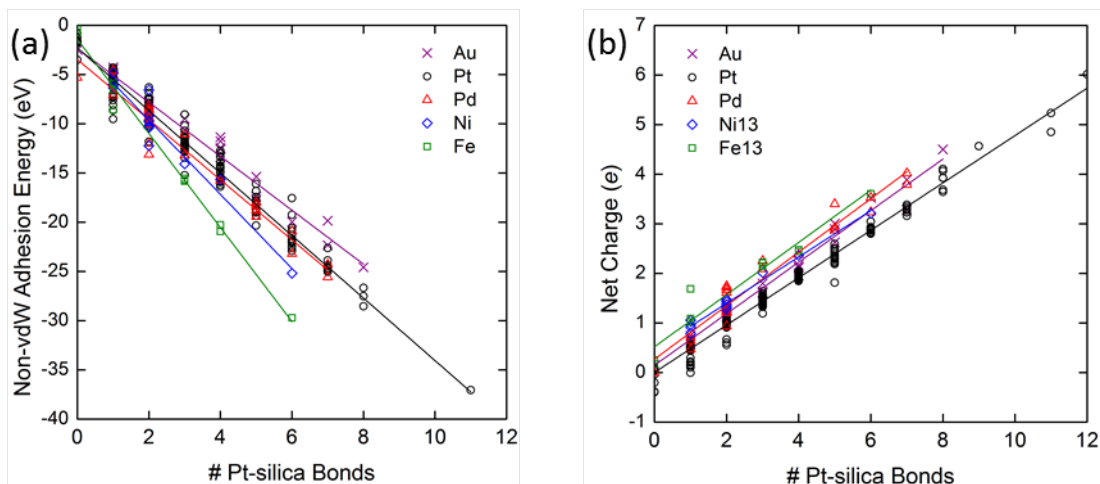 (a)
Non-vdW Adhesion Energy (eV)
0
-5
-10
-15
-20
-25
-30
-35
-40
Au
Pt
Pd
Ni
Fe
0 2 4 6 8 10 12
# Pt-silica Bonds
(b)
Net Charge (e)
7
6
5
4
3
2
1
0
-1
Au
Pt
Pd
Ni13
Fe13
0 2 4 6 8 10 12
# Pt-silica Bonds